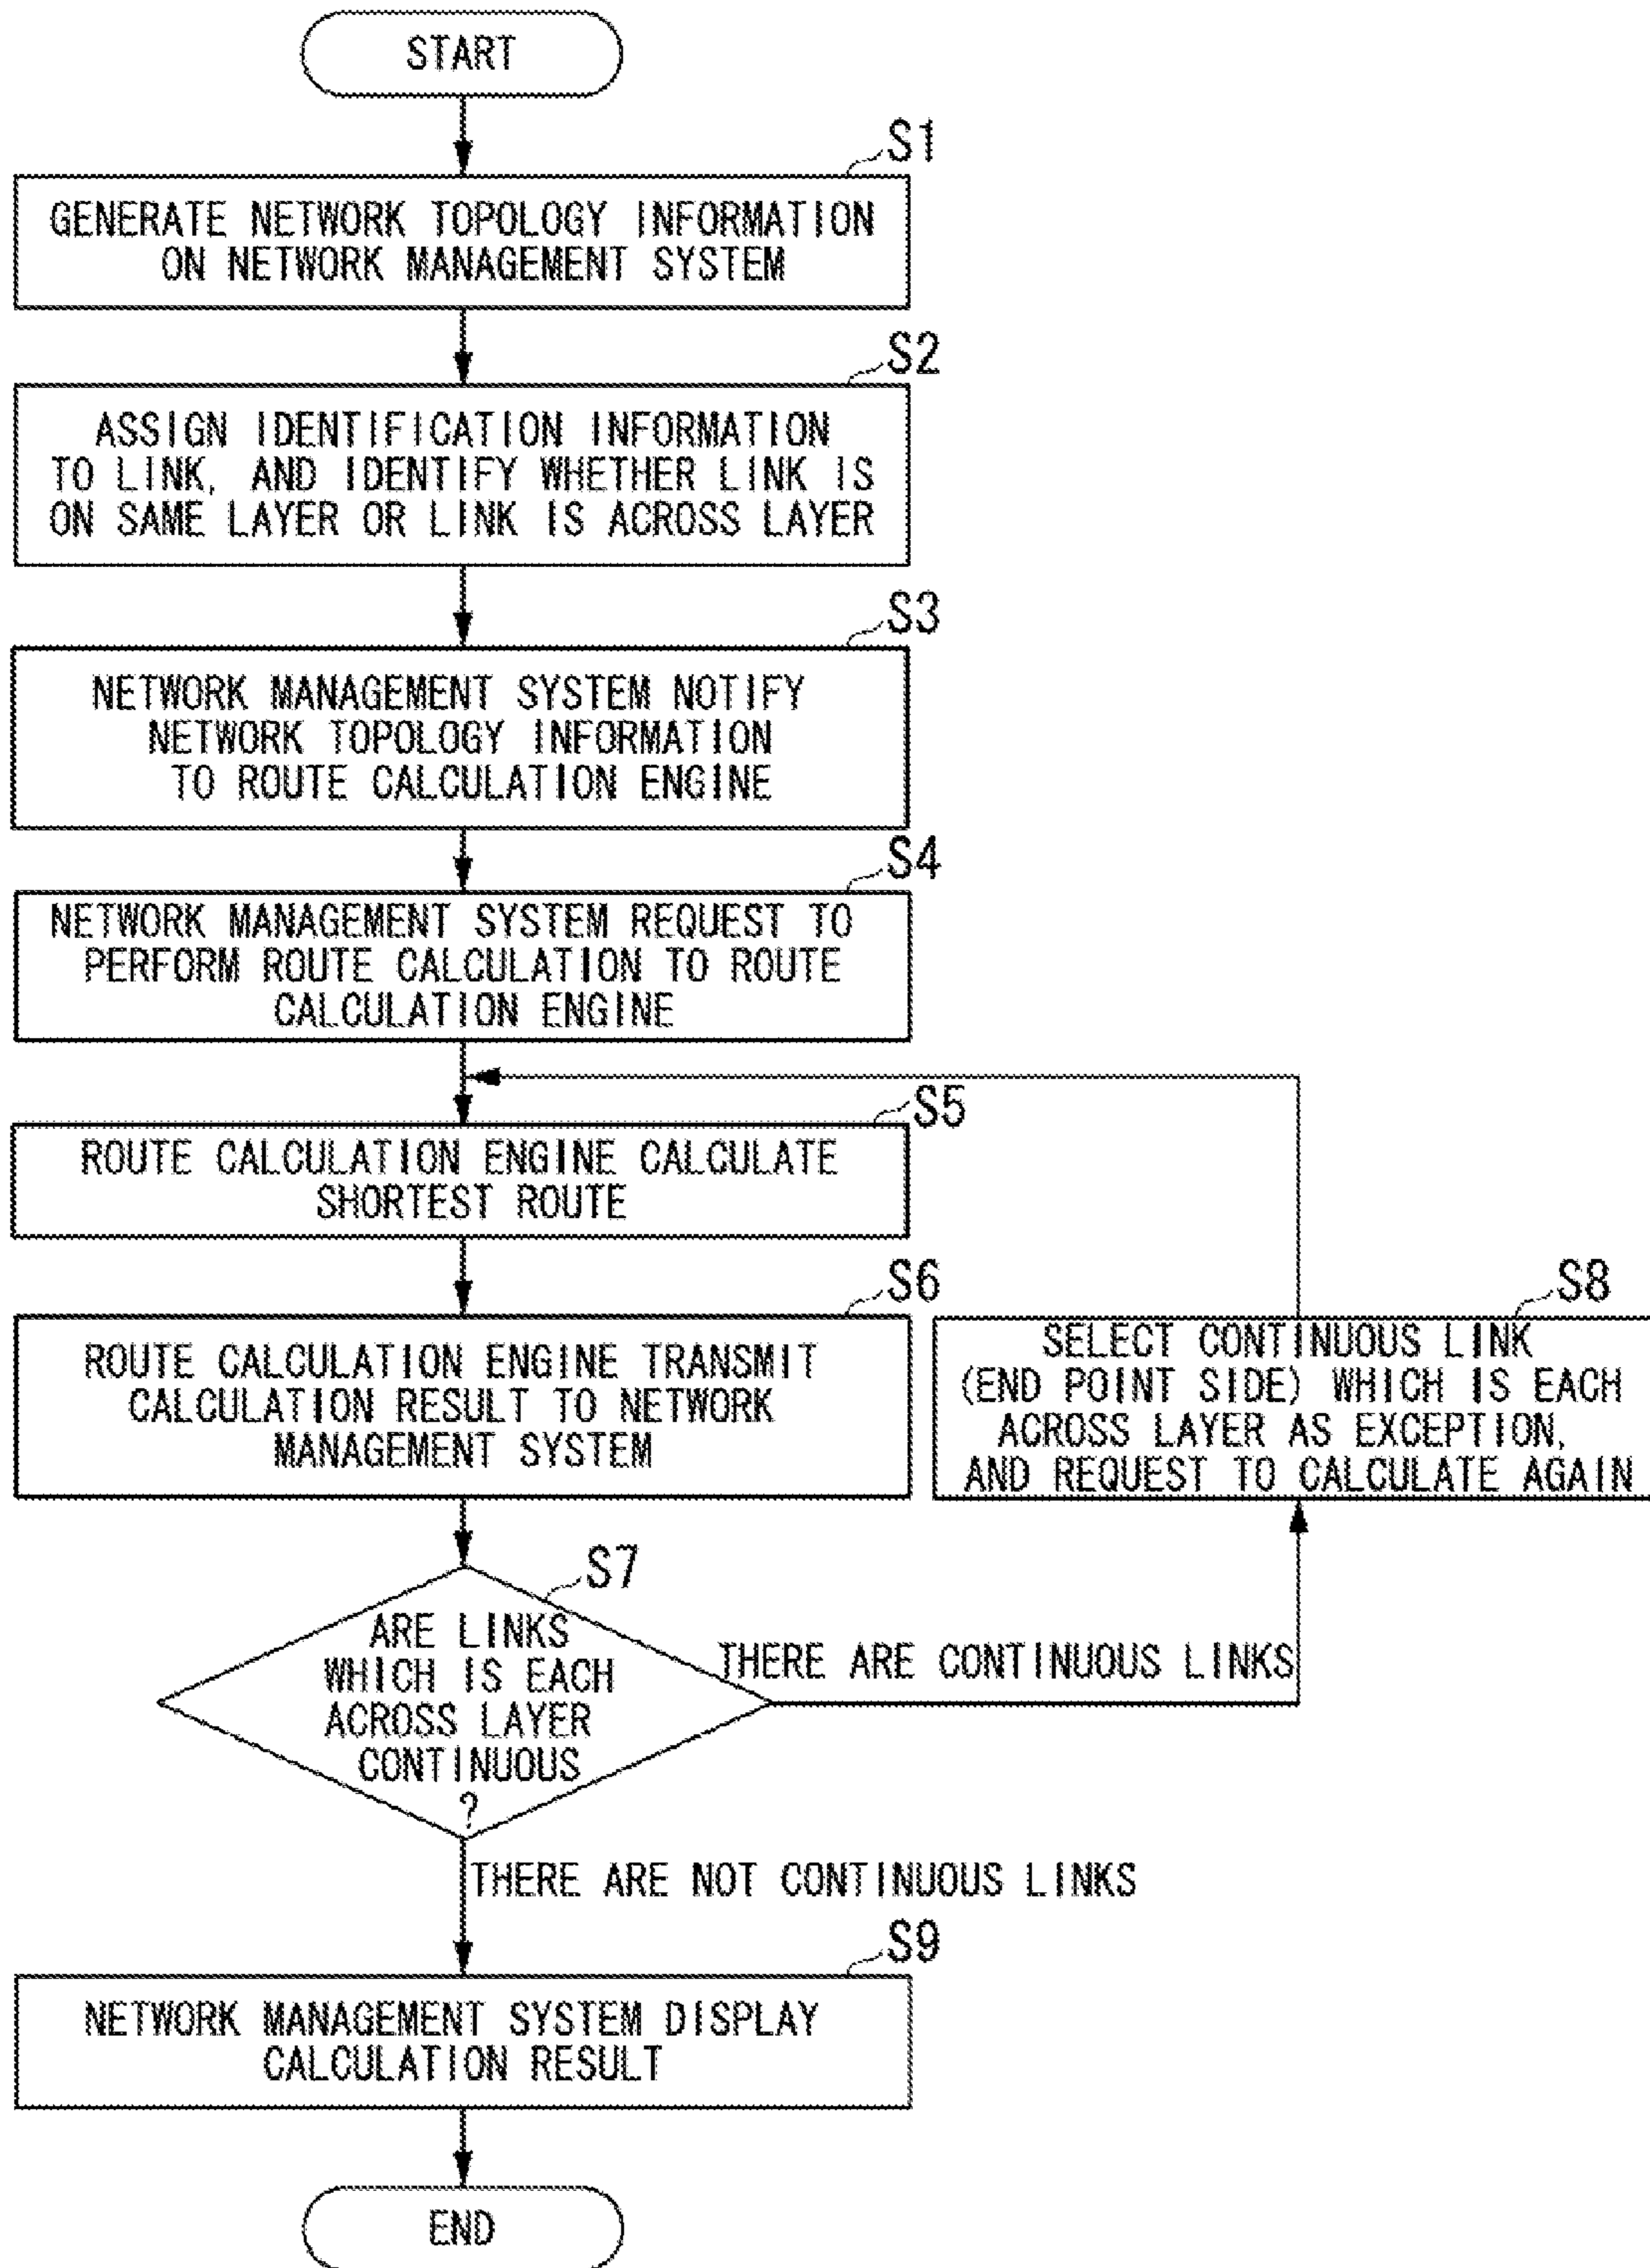 START
S1
GENERATE NETWORK TOPOLOGY INFORMATION
ON NETWORK MANAGEMENT SYSTEM
S2
ASSIGN IDENTIFICATION INFORMATION
TO LINK, AND IDENTIFY WHETHER LINK IS
ON SAME LAYER OR LINK IS ACROSS LAYER
S3
NETWORK MANAGEMENT SYSTEM NOTIFY
NETWORK TOPOLOGY INFORMATION
TO ROUTE CALCULATION ENGINE
S4
NETWORK MANAGEMENT SYSTEM REQUEST TO
PERFORM ROUTE CALCULATION TO ROUTE
CALCULATION ENGINE
S5
ROUTE CALCULATION ENGINE CALCULATE
SHORTEST ROUTE
S6
ROUTE CALCULATION ENGINE TRANSMIT
CALCULATION RESULT TO NETWORK
MANAGEMENT SYSTEM
S8
SELECT CONTINUOUS LINK
(END POINT SIDE) WHICH IS EACH
ACROSS LAYER AS EXCEPTION,
AND REQUEST TO CALCULATE AGAIN
S7
ARE LINKS
WHICH IS EACH
ACROSS LAYER
CONTINUOUS
?
THERE ARE CONTINUOUS LINKS
THERE ARE NOT CONTINUOUS LINKS
S9
NETWORK MANAGEMENT SYSTEM DISPLAY
CALCULATION RESULT
END